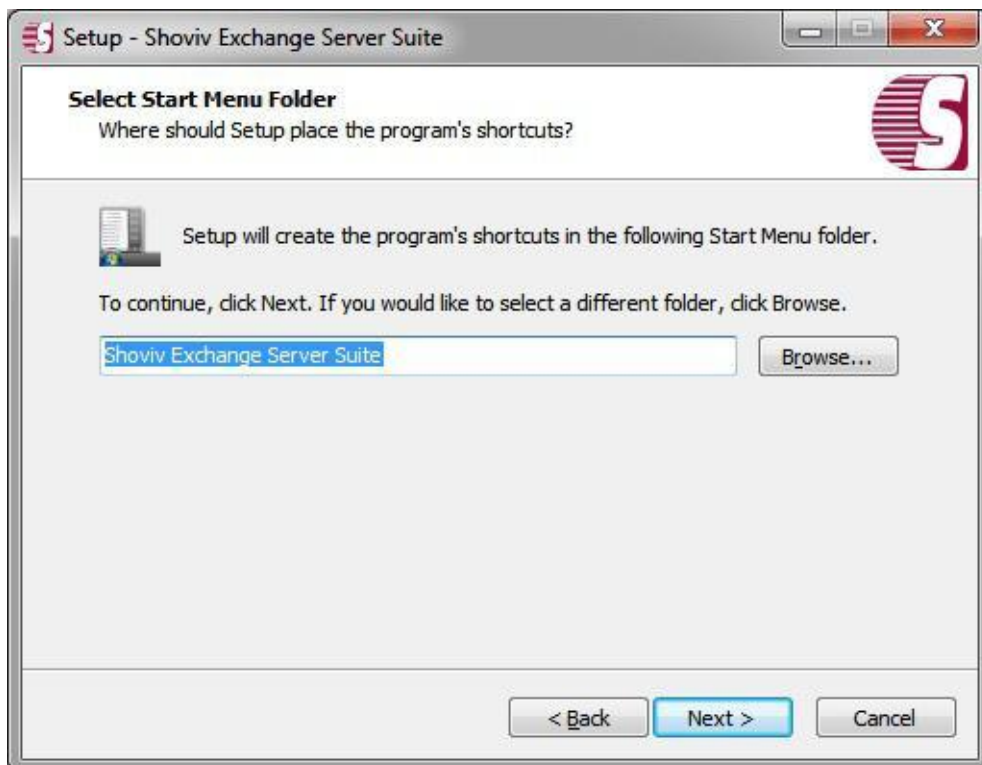 Setup - Shoviv Exchange Server Suite
Select Start Menu Folder
Where should Setup place the program's shortcuts?
Setup will create the program's shortcuts in the following Start Menu folder.
To continue, click Next. If you would like to select a different folder, click Browse.
Shoviv Exchange Server Suite
Browse...
< Back
Next >
Cancel